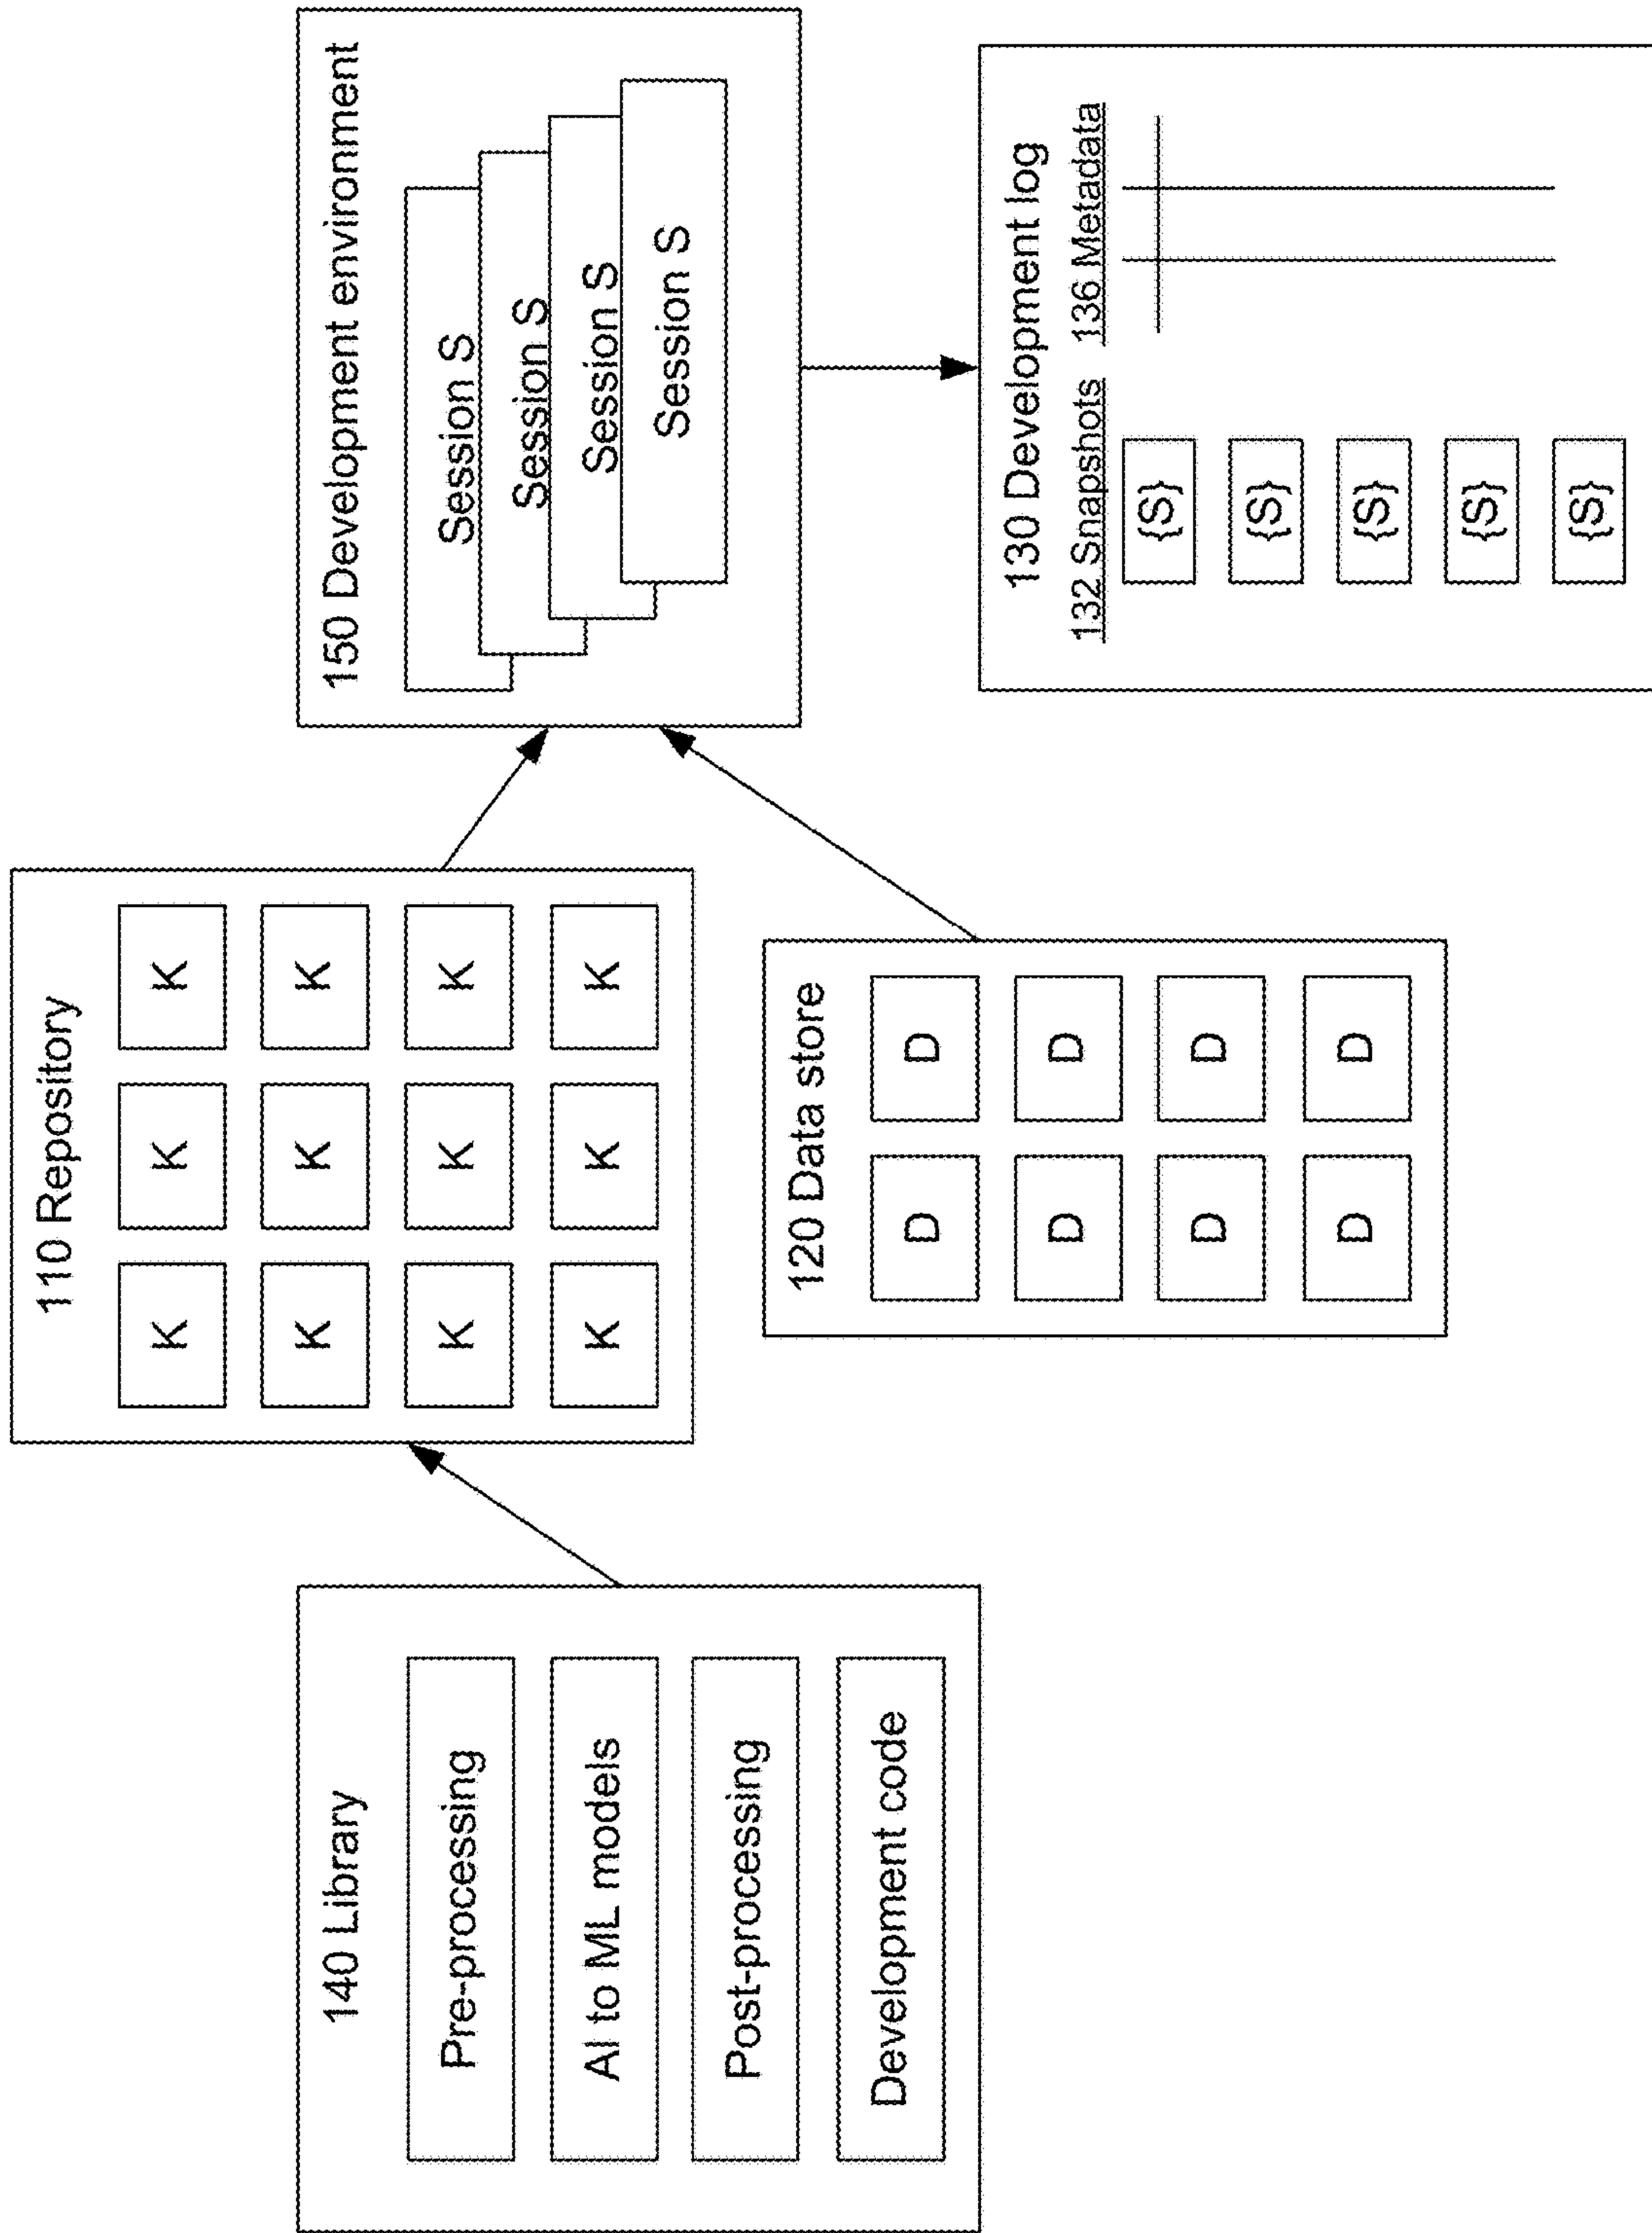 140 Library
Pre-processing
AI to ML models
Post-processing
Development code
110 Repository
K K K
K K K
K K K
K K K
120 Data store
D D
D D
D D
D D
150 Development environment
Session S
Session S
Session S
Session S
130 Development log
132 Snapshots 136 Metadata
{S}
{S}
{S}
{S}
{S}